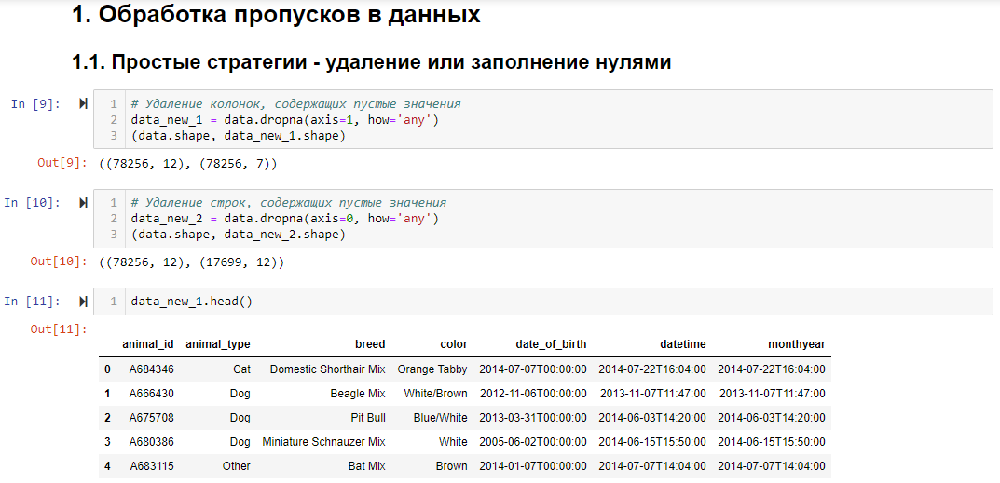 1. Обработка пропусков в данных
1.1. Простые стратегии - удаление или заполнение нулями
In [9]:
1 # Удаление колонок, содержащих пустые значения
2 data_new_1 = data.dropna(axis=1, how='any')
3 (data.shape, data_new_1.shape)
Out[9]: ((78256, 12), (78256, 7))
In [10]:
1 # Удаление строк, содержащих пустые значения
2 data_new_2 = data.dropna(axis=0, how='any')
3 (data.shape, data_new_2.shape)
Out[10]: ((78256, 12), (17699, 12))
In [11]:
1 data_new_1.head()
Out[11]:
animal_id animal_type breed color date_of_birth datetime monthyear
0 A684346 Cat Domestic Shorthair Mix Orange Tabby 2014-07-07T00:00:00 2014-07-22T16:04:00 2014-07-22T16:04:00
1 A666430 Dog Beagle Mix White/Brown 2012-11-06T00:00:00 2013-11-07T11:47:00 2013-11-07T11:47:00
2 A675708 Dog Pit Bull Blue/White 2013-03-31T00:00:00 2014-06-03T14:20:00 2014-06-03T14:20:00
3 A680386 Dog Miniature Schnauzer Mix White 2005-06-02T00:00:00 2014-06-15T15:50:00 2014-06-15T15:50:00
4 A683115 Other Bat Mix Brown 2014-01-07T00:00:00 2014-07-07T14:04:00 2014-07-07T14:04:00